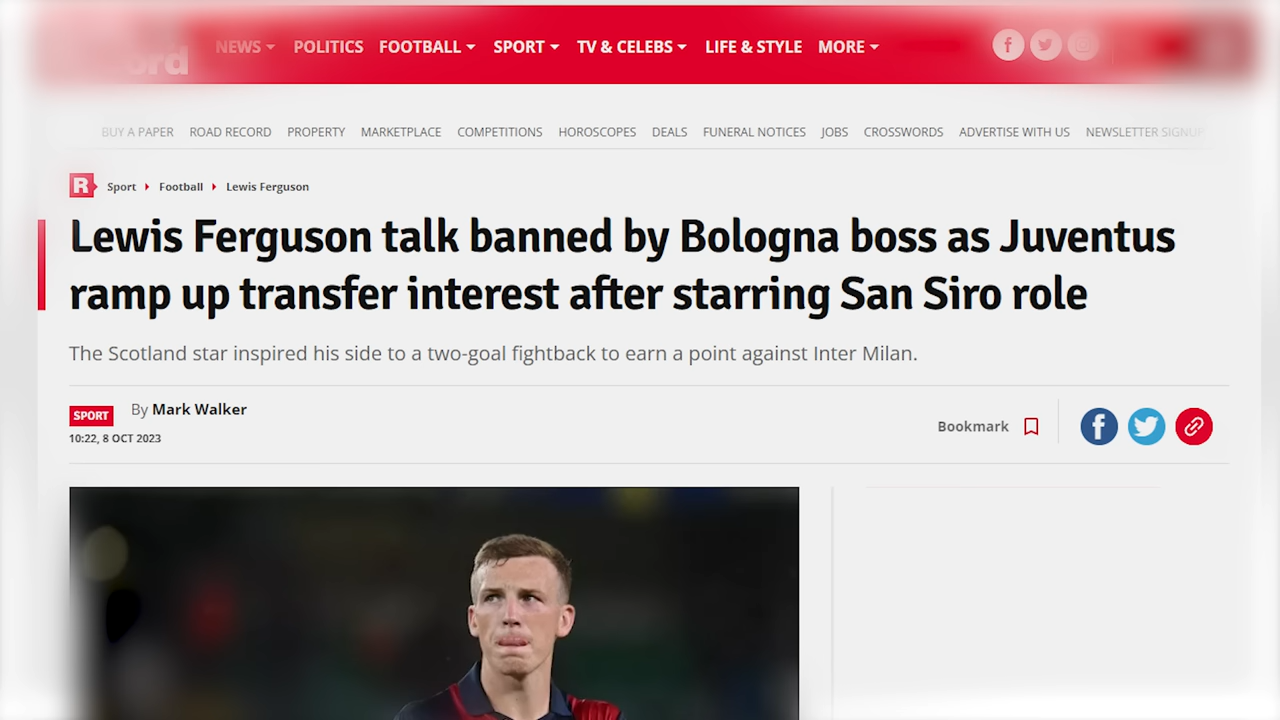 ord
NEWS POLITICS FOOTBALL SPORT TV & CELEBS LIFE & STYLE MORE
BUY A PAPER ROAD RECORD PROPERTY MARKETPLACE COMPETITIONS HOROSCOPES DEALS FUNERAL NOTICES JOBS CROSSWORDS ADVERTISE WITH US NEWSLETTER SIGNUP
R Sport Football Lewis Ferguson
Lewis Ferguson talk banned by Bologna boss as Juventus
ramp up transfer interest after starring San Siro role
The Scotland star inspired his side to a two-goal fightback to earn a point against Inter Milan.
SPORT By Mark Walker
10:22, 8 OCT 2023
Bookmark